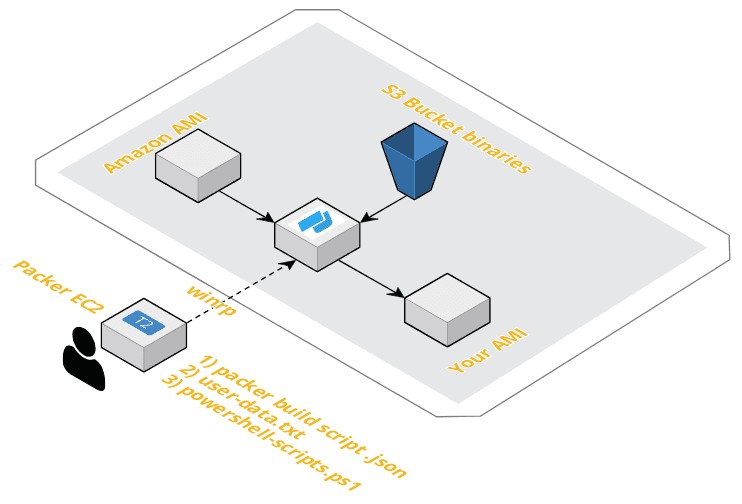 S3 Bucket binaries
Amazon AMI
Packer EC2
winrp
T2
Your AMI
1) packer build script .json
2) user-data.txt
3) powershell-scripts.ps1